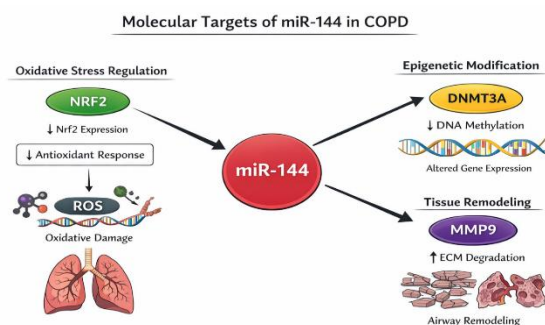 Molecular Targets of miR-144 in COPD
Oxidative Stress Regulation
NRF2
↓ Nrf2 Expression
↓ Antioxidant Response
ROS
Oxidative Damage
miR-144
Epigenetic Modification
DNMT3A
↓ DNA Methylation
Altered Gene Expression
Tissue Remodeling
MMP9
↑ ECM Degradation
Airway Remodeling